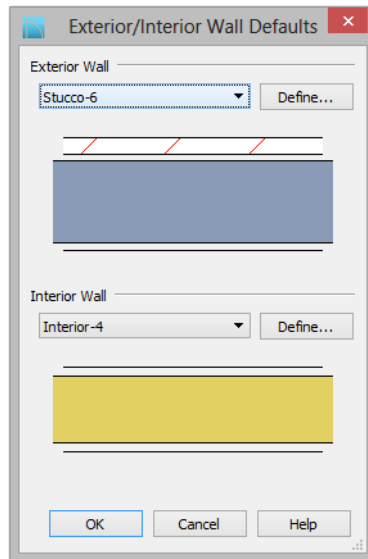 Exterior/Interior Wall Defaults
Exterior Wall
Stucco-6 Define...
Interior Wall
Interior-4 Define...
OK Cancel Help